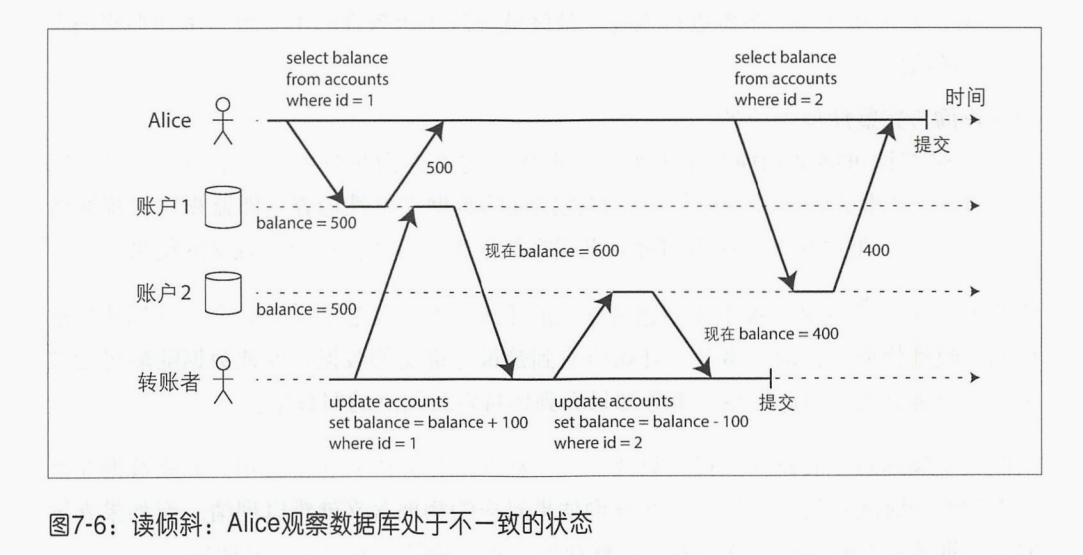 select balance
from accounts
where id = 1
select balance
from accounts
where id = 2
时间
Alice
提交
500
账户1
balance = 500
现在 balance = 600
400
账户2
balance = 500
现在 balance = 400
转账者
提交
update accounts
set balance = balance + 100
where id = 1
update accounts
set balance = balance - 100
where id = 2
图7-6：读倾斜：Alice观察数据库处于不一致的状态